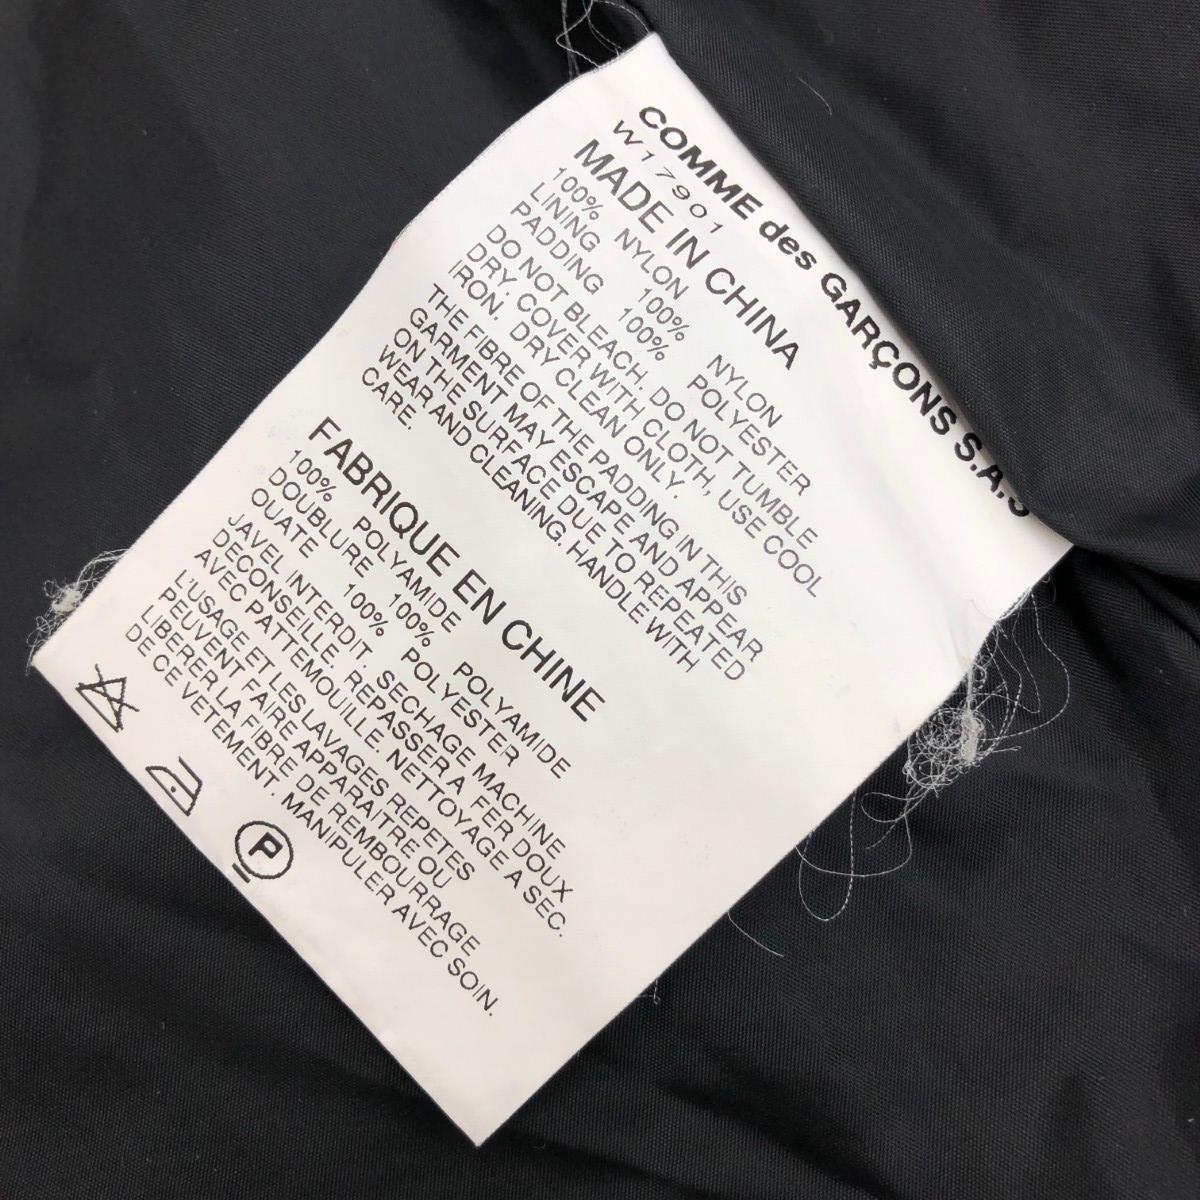 COMME des GARÇONS S.A.S
W17901
MADE IN CHINA
100% NYLON
LINING 100% NYLON
PADDING 100% POLYESTER
DO NOT BLEACH. DO NOT TUMBLE
DRY. COVER WITH CLOTH, USE COOL
IRON. DRY CLEAN ONLY.
THE FIBRE OF THE PADDING IN THIS
GARMENT MAY ESCAPE AND APPEAR
ON THE SURFACE DUE TO REPEATED
WEAR AND CLEANING. HANDLE WITH
CARE.
FABRIQUE EN CHINE
100% POLYAMIDE
DOUBLURE 100% POLYAMIDE
OUATE 100% POLYESTER
JAVEL INTERDIT. SECHAGE MACHINE
DECONSEILLE. REPASSER A FER DOUX
AVEC PATTEMOUILLE. NETTOYAGE A SEC.
L'USAGE ET LES LAVAGES REPETES
PEUVENT FAIRE APPARAITRE OU
LIBERER LA FIBRE DE REMBOURRAGE
DE CE VETEMENT. MANIPULER AVEC SOIN.
P